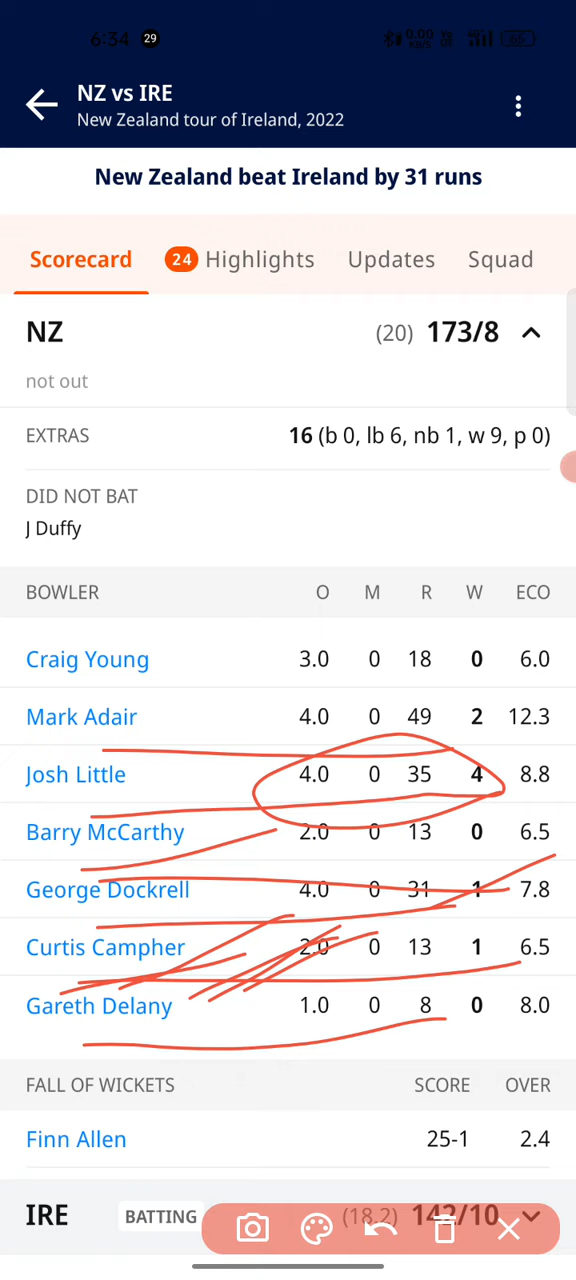 6:34 29
NZ vs IRE
New Zealand tour of Ireland, 2022
New Zealand beat Ireland by 31 runs
Scorecard 24 Highlights Updates Squad
NZ (20) 173/8
not out
EXTRAS 16 (b 0, lb 6, nb 1, w 9, p 0)
DID NOT BAT
J Duffy
BOWLER O M R W ECO
Craig Young 3.0 0 18 0 6.0
Mark Adair 4.0 0 49 2 12.3
Josh Little 4.0 0 35 4 8.8
Barry McCarthy 2.0 0 13 0 6.5
George Dockrell 4.0 0 31 1 7.8
Curtis Campher 2.0 0 13 1 6.5
Gareth Delany 1.0 0 8 0 8.0
FALL OF WICKETS SCORE OVER
Finn Allen 25-1 2.4
IRE BATTING (18.2) 142/10